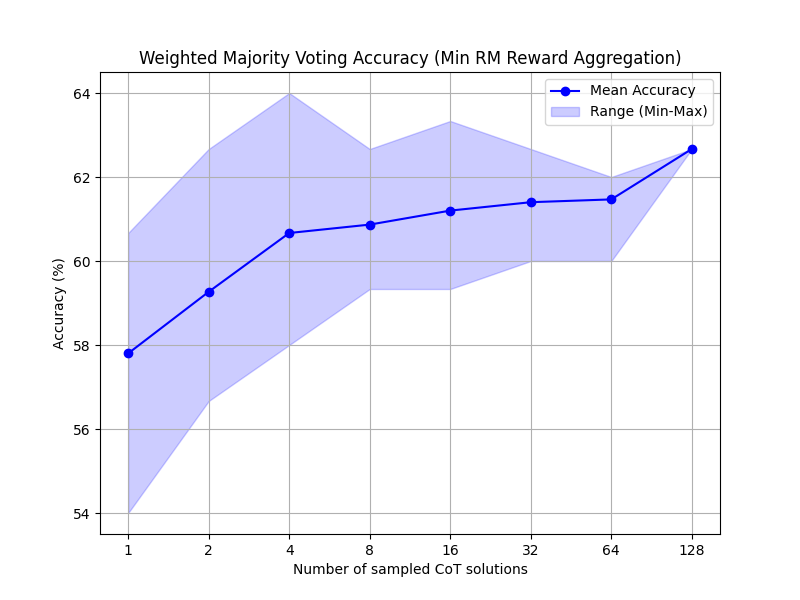 Weighted Majority Voting Accuracy (Min RM Reward Aggregation)
Mean Accuracy
Range (Min-Max)
Accuracy (%)
64
62
60
58
56
54
1 2 4 8 16 32 64 128
Number of sampled CoT solutions